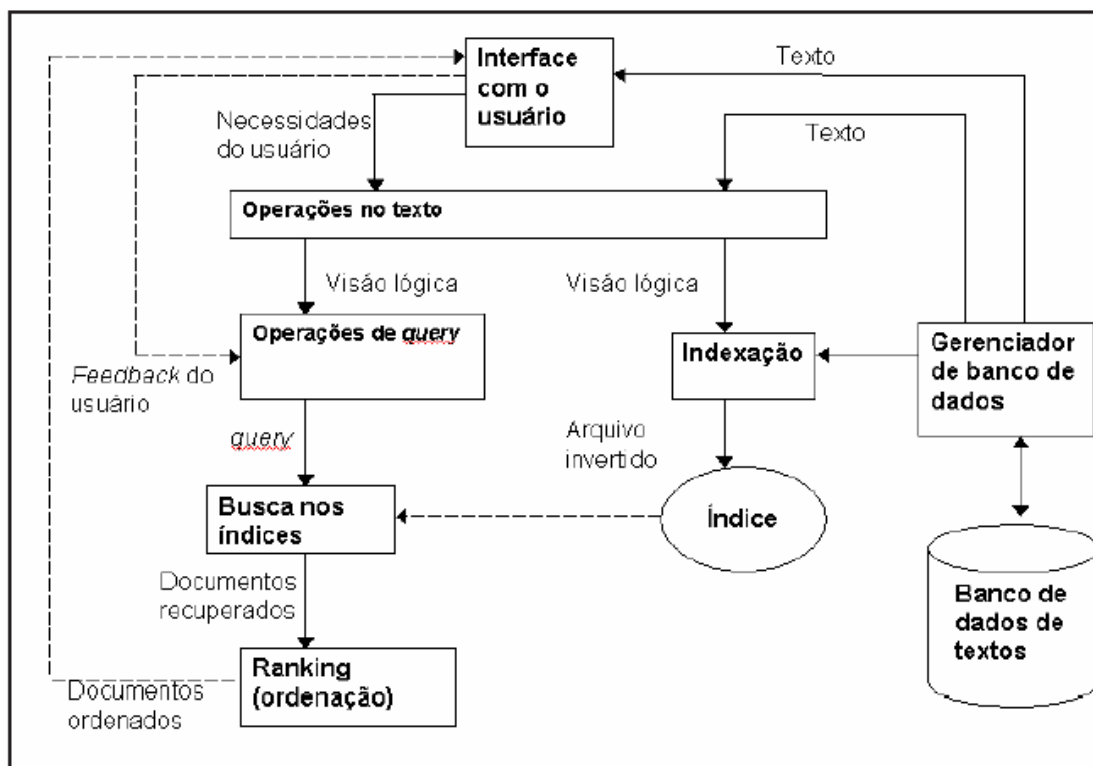 Interface
com o
usuário
Texto
Necessidades
do usuário
Texto
Operações no texto
Visão lógica
Visão lógica
Operações de query
Indexação
Gerenciador
de banco de
dados
Feedback do
usuário
query
Arquivo
invertido
Busca nos
índices
Índice
Documentos
recuperados
Banco de
dados de
textos
Ranking
(ordenação)
Documentos
ordenados